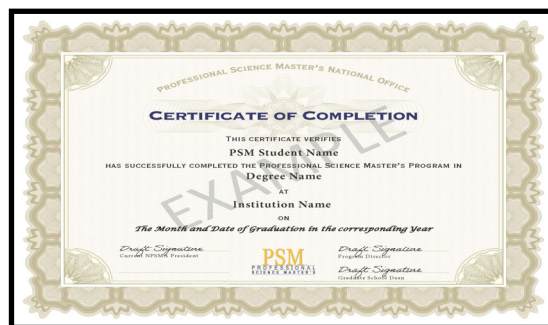 PROFESSIONAL SCIENCE MASTER'S NATIONAL OFFICE
CERTIFICATE OF COMPLETION
THIS CERTIFICATE VERIFIES
PSM Student Name
HAS SUCCESSFULLY COMPLETED THE PROFESSIONAL SCIENCE MASTER'S PROGRAM IN
Degree Name
AT
Institution Name
ON
The Month and Date of Graduation in the corresponding Year
EXAMPLE
Draft Signature
Current NPSMA President
PSM
PROFESSIONAL
SCIENCE MASTER'S
Draft Signature
Program Director
Draft Signature
Graduate School Dean